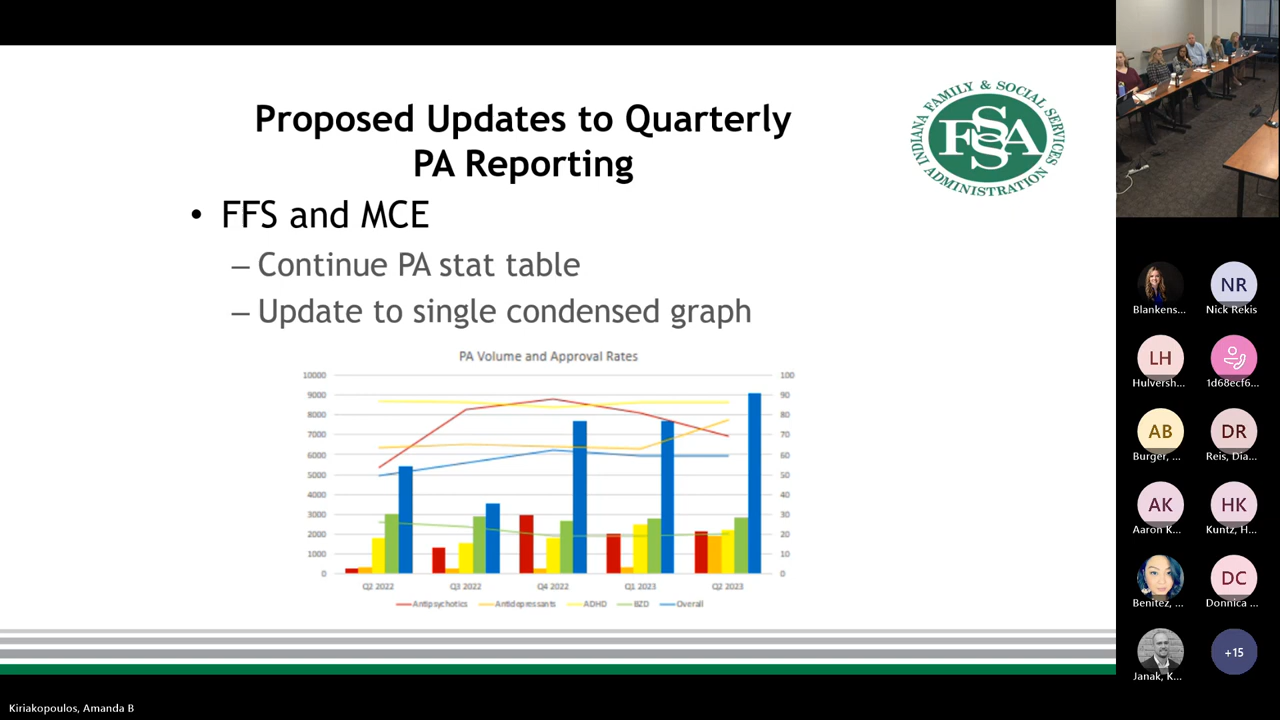 Proposed Updates to Quarterly
PA Reporting
INDIANA FAMILY & SOCIAL SERVICES ADMINISTRATION
FSSA
• FFS and MCE
– Continue PA stat table
– Update to single condensed graph
PA Volume and Approval Rates
10000
9000
8000
7000
6000
5000
4000
3000
2000
1000
0
100
90
80
70
60
50
40
30
20
10
0
Q2 2022
Q3 2022
Q4 2022
Q1 2023
Q2 2023
Antipsychotics
Antidepressants
ADHD
BZD
Overall
Blankens...
NR
Nick Rekis
LH
Hulversh...
1d68ecf6...
AB
Burger, ...
DR
Reis, Dia...
AK
Aaron K...
HK
Kuntz, H...
Benitez, ...
DC
Donnica ...
Janak, K...
+15
Kiriakopoulos, Amanda B